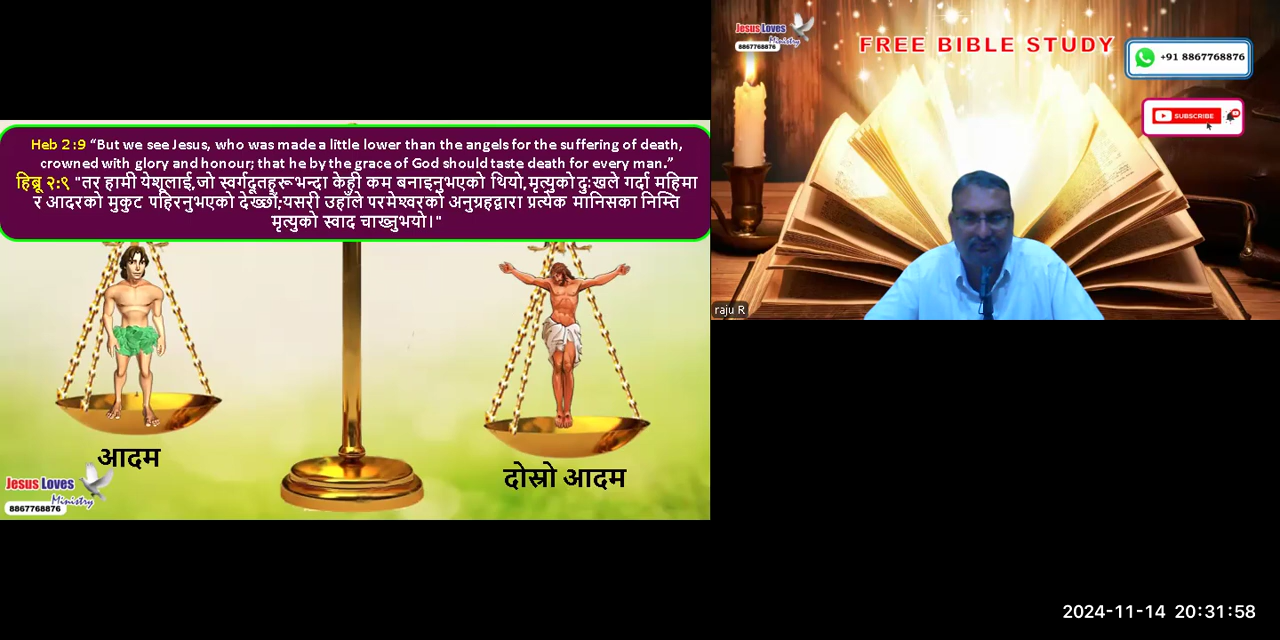 Heb 2:9 “But we see Jesus, who was made a little lower than the angels for the suffering of death,
crowned with glory and honour; that he by the grace of God should taste death for every man.”
हिब्रू २:९ "तर हामी येशूलाई,जो स्वर्गदूतहरूभन्दा केही कम बनाइनुभएको थियो,मृत्युको दुःखले गर्दा महिमा
र आदरको मुकुट पहिरनुभएको देख्छौं;यसरी उहाँले परमेश्वरको अनुग्रहद्वारा प्रत्येक मानिसका निम्ति
मृत्युको स्वाद चाख्नुभयो।"
आदम
दोस्रो आदम
Jesus Loves
Ministry
8867768876
Jesus Loves
Ministry
8867768876
FREE BIBLE STUDY
+91 8867768876
SUBSCRIBE
raju R
2024-11-14 20:31:58